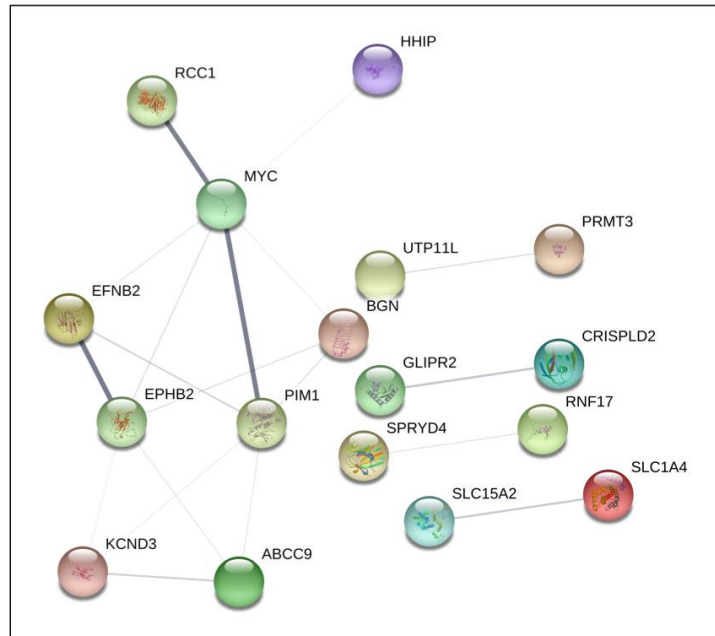 HHIP
RCC1
MYC
PRMT3
UTP11L
EFNB2
BGN
CRISPLD2
GLIPR2
EPHB2
PIM1
RNF17
SPRYD4
SLC1A4
SLC15A2
KCND3
ABCC9